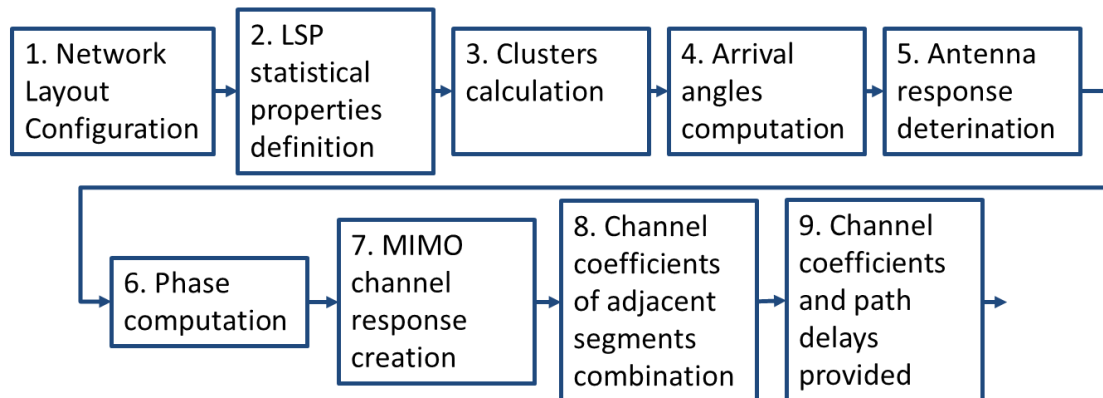 1. Network
Layout
Configuration
2. LSP
statistical
properties
definition
3. Clusters
calculation
4. Arrival
angles
computation
5. Antenna
response
deterination
6. Phase
computation
7. MIMO
channel
response
creation
8. Channel
coefficients
of adjacent
segments
combination
9. Channel
coefficients
and path
delays
provided